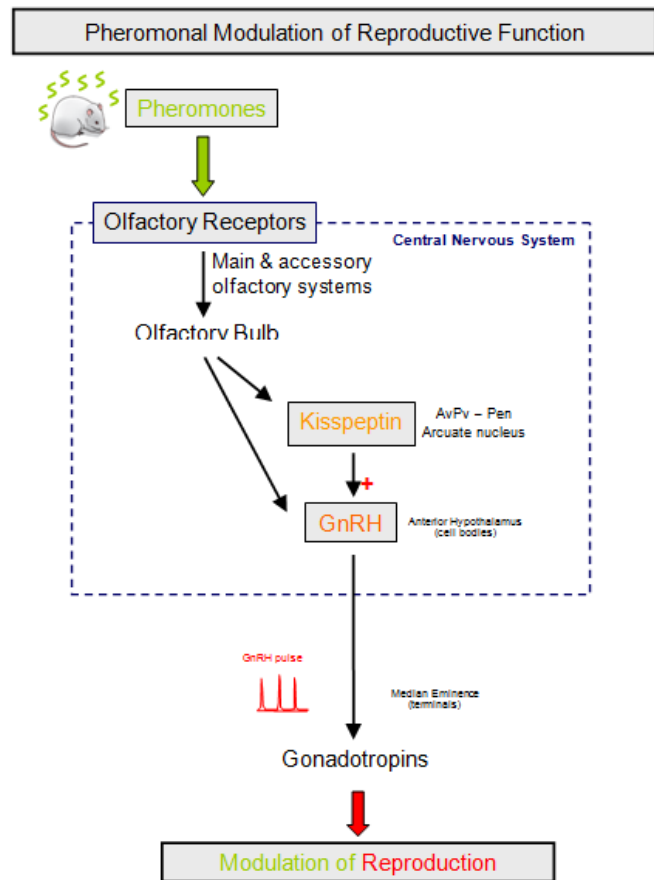 Pheromonal Modulation of Reproductive Function
Pheromones
Olfactory Receptors
Central Nervous System
Main & accessory
olfactory systems
Olfactory Bulb
Kisspeptin
AvPv – Pen
Arcuate nucleus
+
GnRH
Anterior Hypothalamus
(cell bodies)
GnRH pulse
Median Eminence
(terminals)
Gonadotropins
Modulation of Reproduction